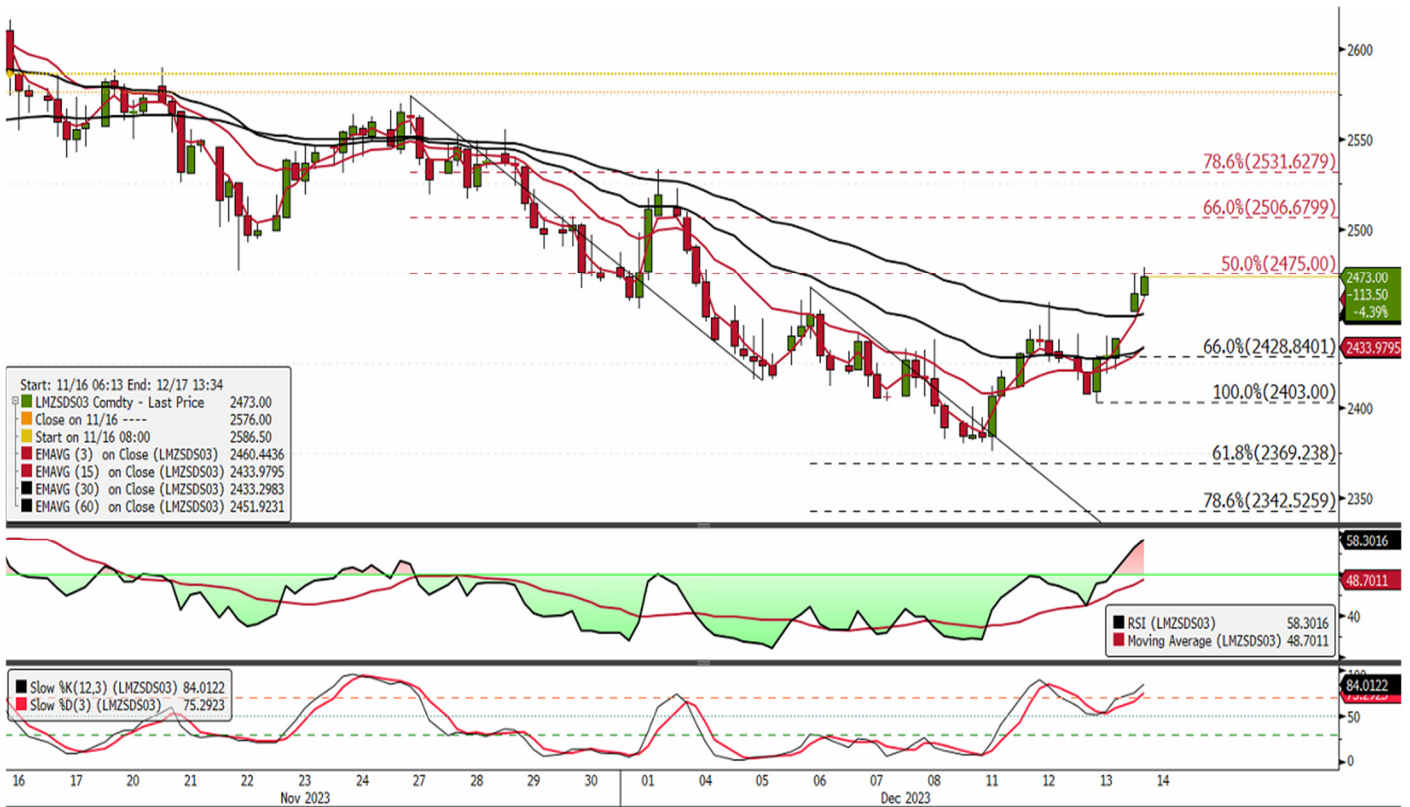 2600
2550
78.6%(2531.6279)
66.0%(2506.6799)
2500
50.0%(2475.00)
2473.00
-113.50
-4.39%
66.0%(2428.8401)
2433.9795
100.0%(2403.00)
2400
61.8%(2369.238)
78.6%(2342.5259)
2350
Start: 11/16 06:13 End: 12/17 13:34
LMZSDS03 Comdty - Last Price 2473.00
Close on 11/16 ---- 2576.00
Start on 11/16 08:00 2586.50
EMAVG (3) on Close (LMZSDS03) 2460.4436
EMAVG (15) on Close (LMZSDS03) 2433.9795
EMAVG (30) on Close (LMZSDS03) 2433.2983
EMAVG (60) on Close (LMZSDS03) 2451.9231
58.3016
48.7011
40
RSI (LMZSDS03) 58.3016
Moving Average (LMZSDS03) 48.7011
Slow %K(12,3) (LMZSDS03) 84.0122
Slow %D(3) (LMZSDS03) 75.2923
100
84.0122
75.2923
50
0
16 17 20 21 22 23 24 27 28 29 30 01 04 05 06 07 08 11 12 13 14
Nov 2023 Dec 2023